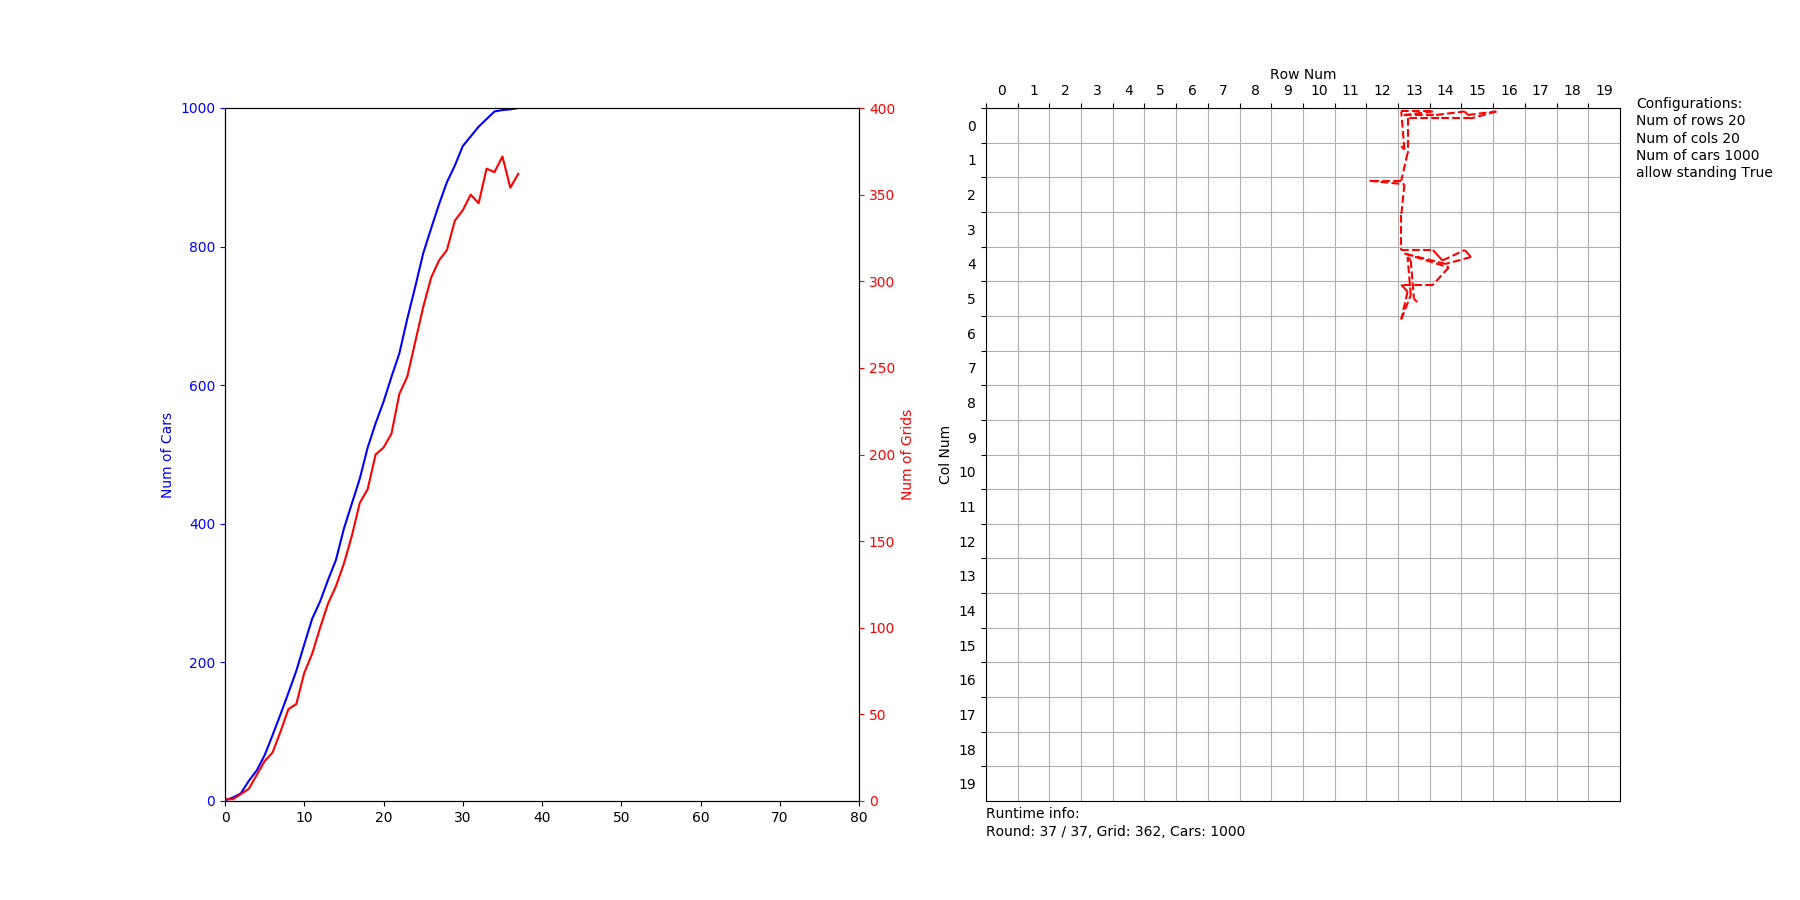 Num of Cars
1000
800
600
400
200
0
0 10 20 30 40 50 60 70 80
400
350
300
250
200
150
100
50
0
Num of Grids
Row Num
0 1 2 3 4 5 6 7 8 9 10 11 12 13 14 15 16 17 18 19
Col Num
0
1
2
3
4
5
6
7
8
9
10
11
12
13
14
15
16
17
18
19
Configurations:
Num of rows 20
Num of cols 20
Num of cars 1000
allow standing True
Runtime info:
Round: 37 / 37, Grid: 362, Cars: 1000